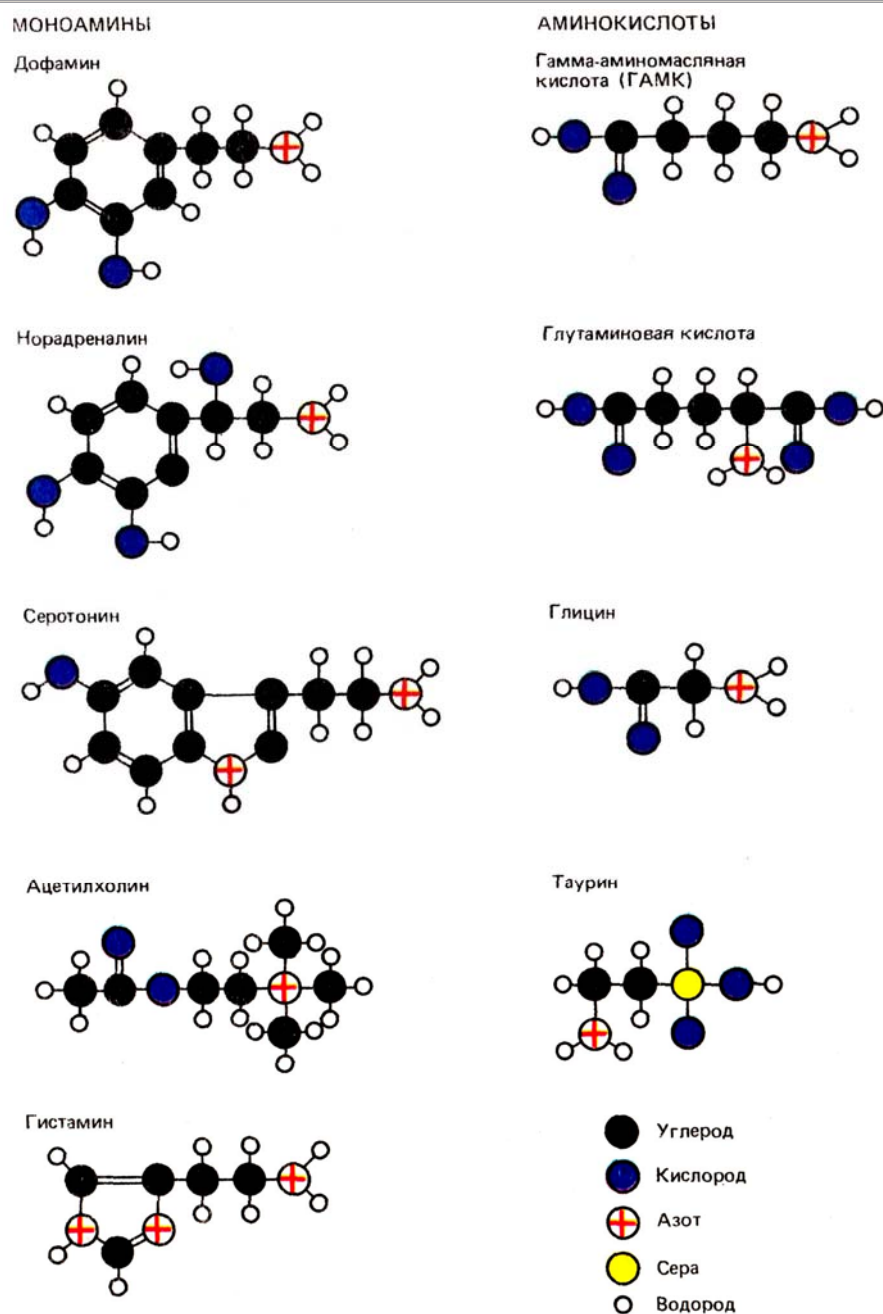 МОНОАМИНЫ
Дофамин
Норадреналин
Серотонин
Ацетилхолин
Гистамин
АМИНОКИСЛОТЫ
Гамма-аминомасляная
кислота (ГАМК)
Глутаминовая кислота
Глицин
Таурин
Углерод
Кислород
Азот
Сера
Водород